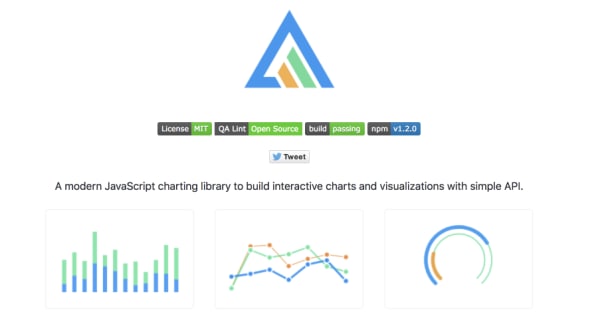 License MIT QA Lint Open Source build passing npm v1.2.0
Tweet
A modern JavaScript charting library to build interactive charts and visualizations with simple API.